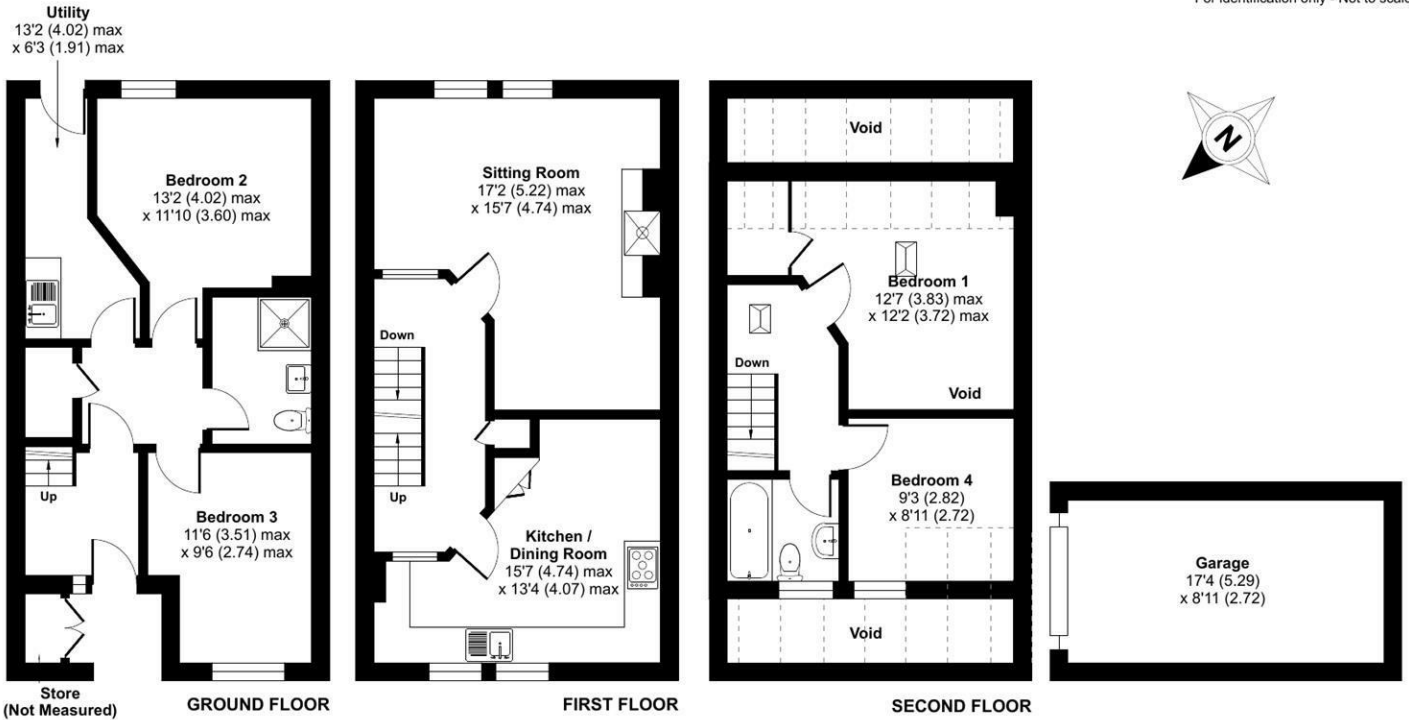 For identification only - Not to scale
Utility
13'2 (4.02) max
x 6'3 (1.91) max
Bedroom 2
13'2 (4.02) max
x 11'10 (3.60) max
Up
Bedroom 3
11'6 (3.51) max
x 9'6 (2.74) max
Store
(Not Measured)
GROUND FLOOR
Sitting Room
17'2 (5.22) max
x 15'7 (4.74) max
Down
Up
Kitchen /
Dining Room
15'7 (4.74) max
x 13'4 (4.07) max
FIRST FLOOR
Void
Bedroom 1
12'7 (3.83) max
x 12'2 (3.72) max
Down
Void
Bedroom 4
9'3 (2.82)
x 8'11 (2.72)
Void
SECOND FLOOR
N
Garage
17'4 (5.29)
x 8'11 (2.72)